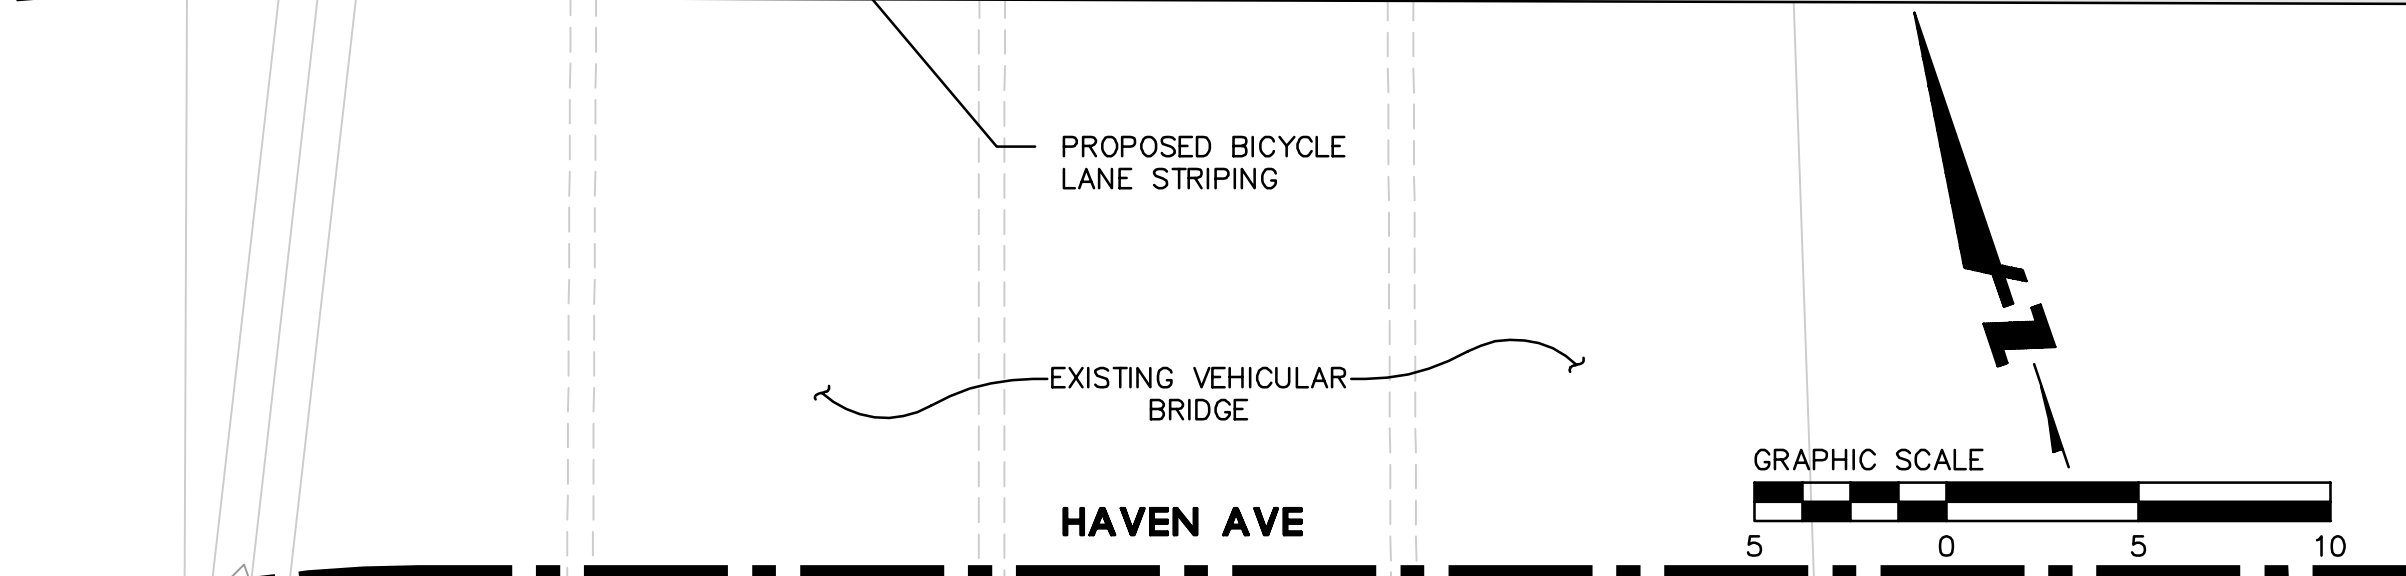 PROPOSED BICYCLE
LANE STRIPING
N
EXISTING VEHICULAR
BRIDGE
GRAPHIC SCALE
HAVEN AVE
5 0 5 10